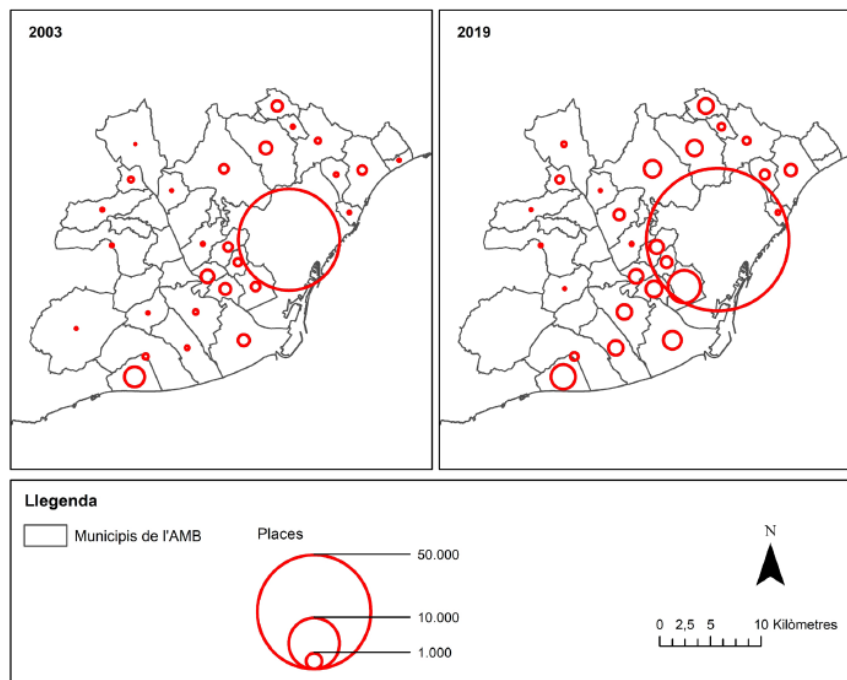 2003
2019
Llegenda
Municipis de l'AMB
Places
50.000
10.000
1.000
N
0 2,5 5 10 Kilòmetres